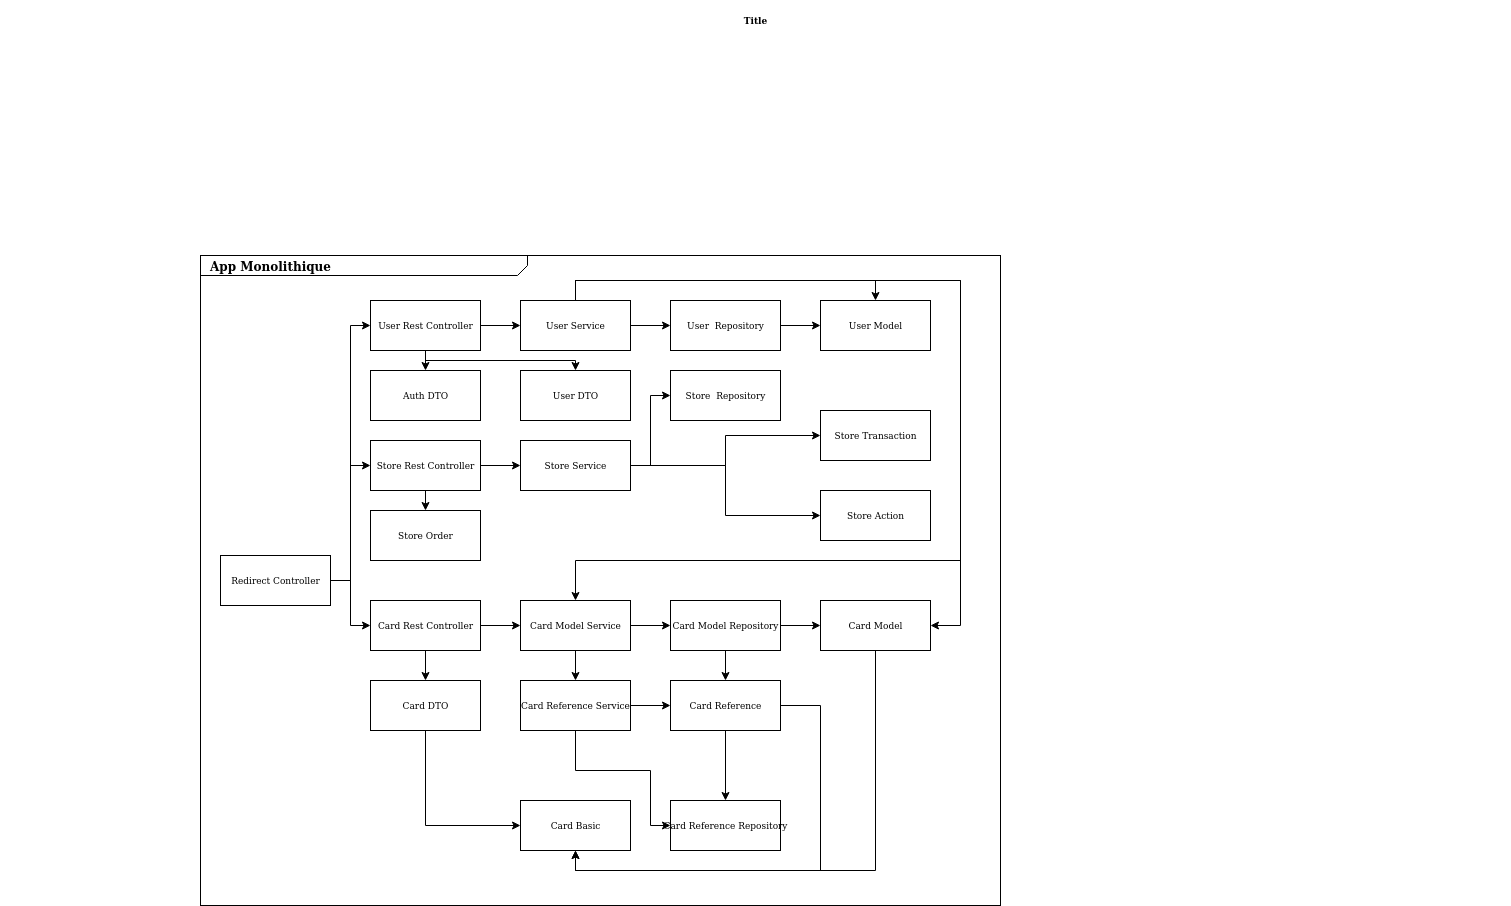 Title
App Monolithique
User Rest Controller
User Service
User  Repository
User Model
Auth DTO
User DTO
Store  Repository
Store Transaction
Store Rest Controller
Store Service
Store Action
Store Order
Redirect Controller
Card Rest Controller
Card Model Service
Card Model Repository
Card Model
Card DTO
Card Reference Service
Card Reference
Card Basic
Card Reference Repository